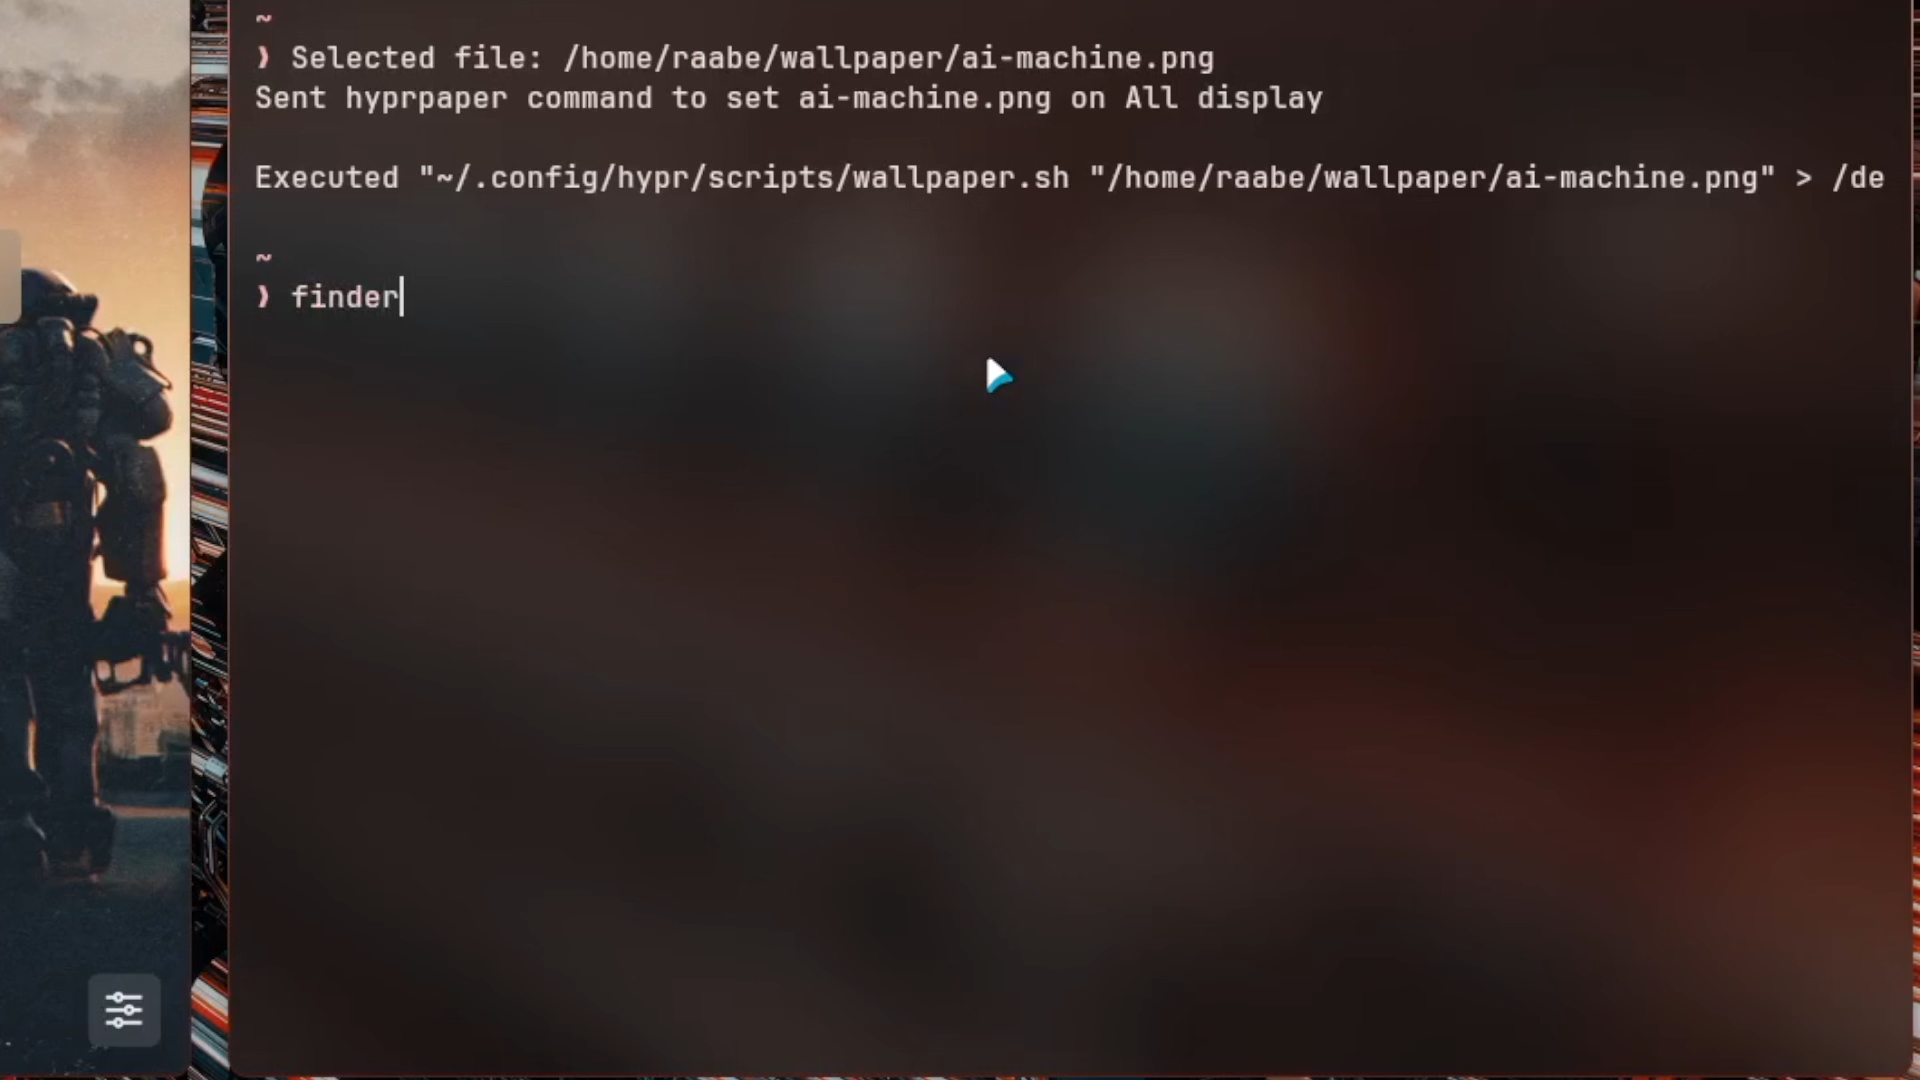 ~
❫ Selected file: /home/raabe/wallpaper/ai-machine.png
Sent hyprpaper command to set ai-machine.png on All display
Executed "~/.config/hypr/scripts/wallpaper.sh "/home/raabe/wallpaper/ai-machine.png" > /de
~
❫ finder